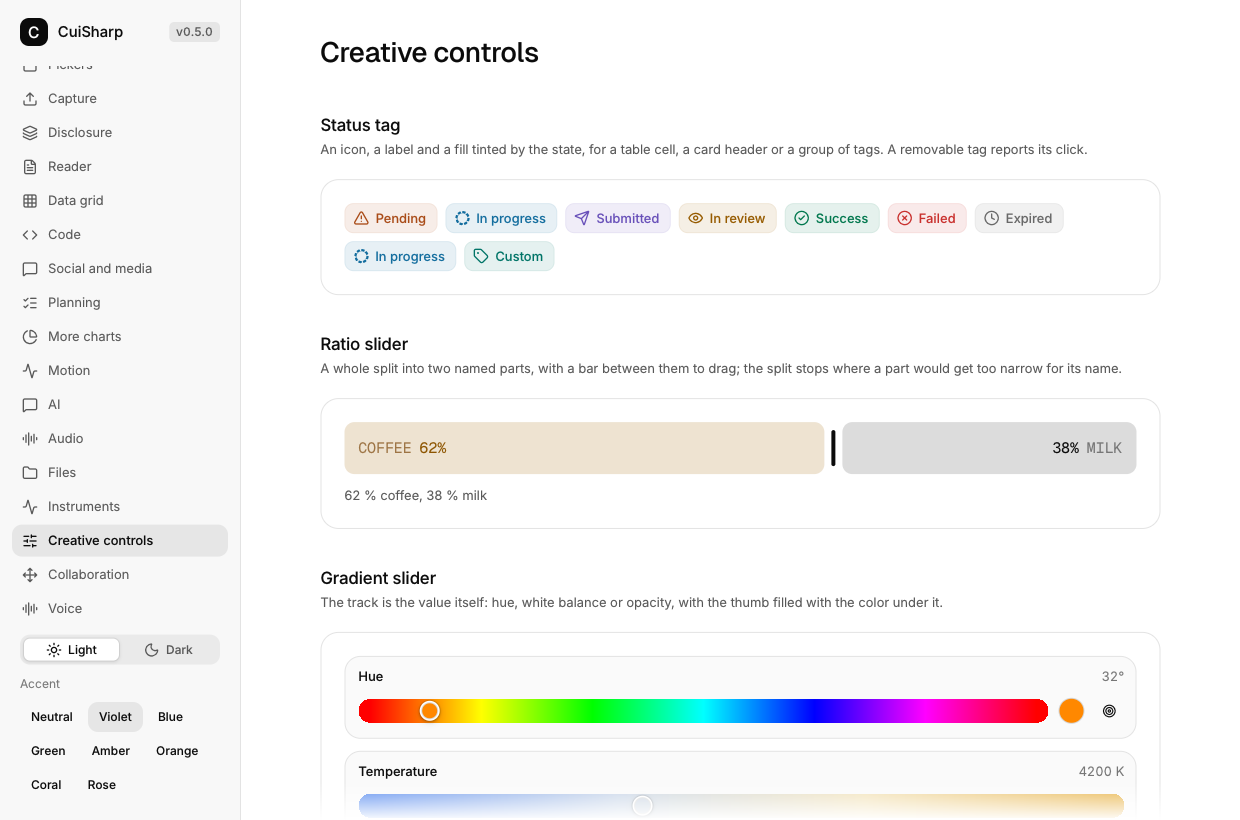 C CuiSharp v0.5.0
Pickers
Capture
Disclosure
Reader
Data grid
Code
Social and media
Planning
More charts
Motion
AI
Audio
Files
Instruments
Creative controls
Collaboration
Voice
Light Dark
Accent
Neutral Violet Blue
Green Amber Orange
Coral Rose
Creative controls
Status tag
An icon, a label and a fill tinted by the state, for a table cell, a card header or a group of tags. A removable tag reports its click.
Pending In progress Submitted In review Success Failed Expired
In progress Custom
Ratio slider
A whole split into two named parts, with a bar between them to drag; the split stops where a part would get too narrow for its name.
COFFEE 62% 38% MILK
62 % coffee, 38 % milk
Gradient slider
The track is the value itself: hue, white balance or opacity, with the thumb filled with the color under it.
Hue 32°
Temperature 4200 K